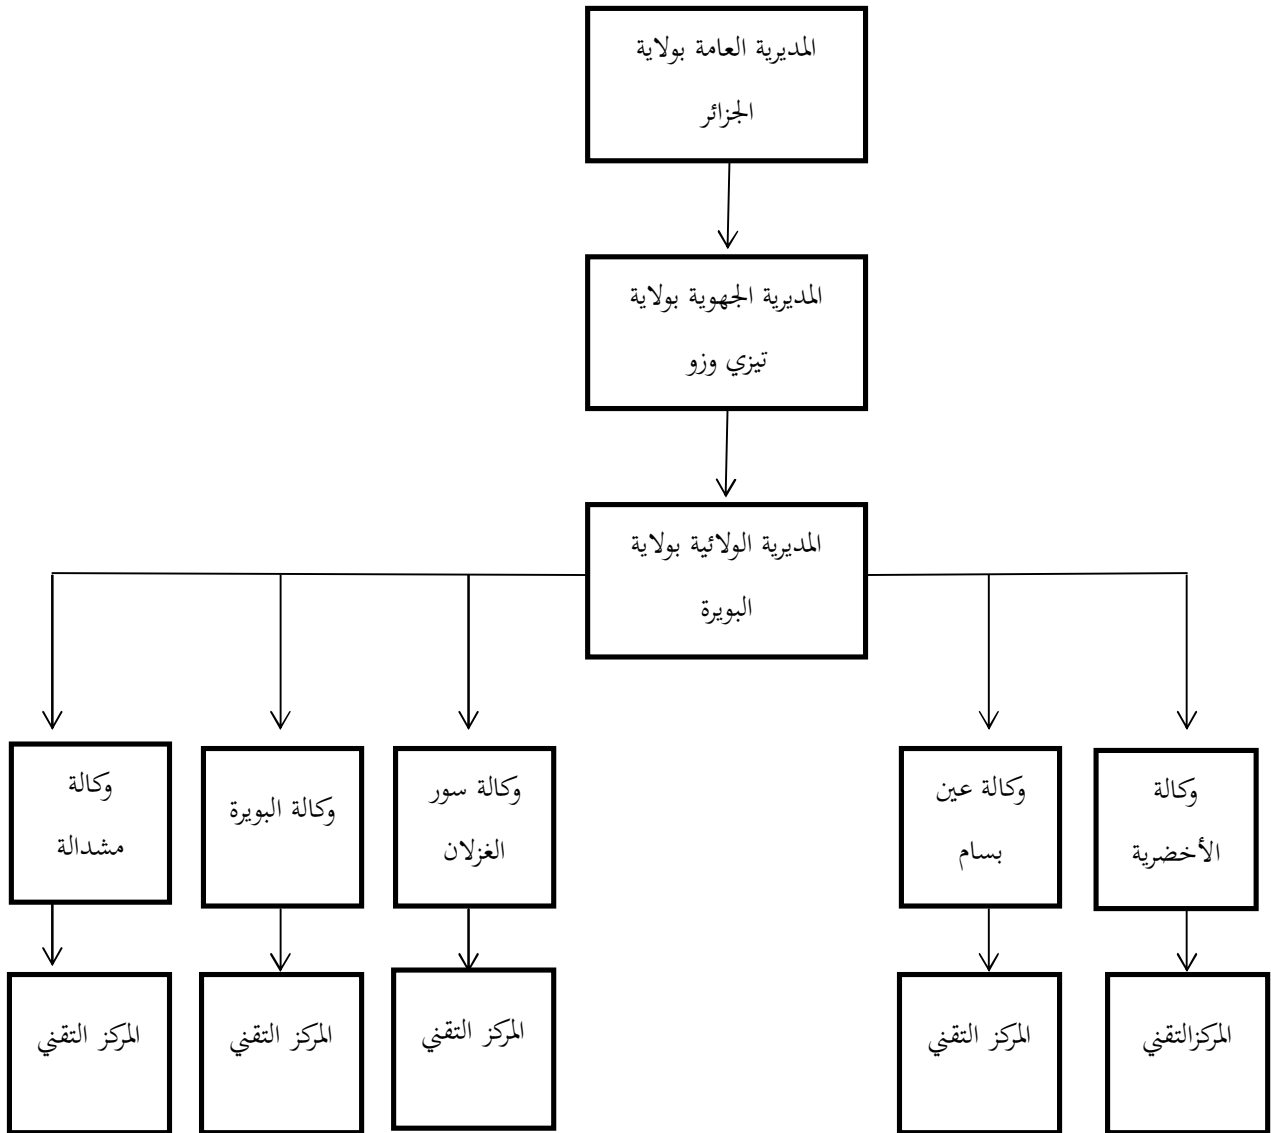 المديرية العامة بولاية
الجزائر
المديرية الجهوية بولاية
تيزي وزو
المديرية الولائية بولاية
البويرة
وكالة
الأخضرية
وكالة عين
بسام
وكالة سور
الغزلان
وكالة البويرة
وكالة
مشدالة
المركزالتقني
المركز التقني
المركز التقني
المركز التقني
المركز التقني